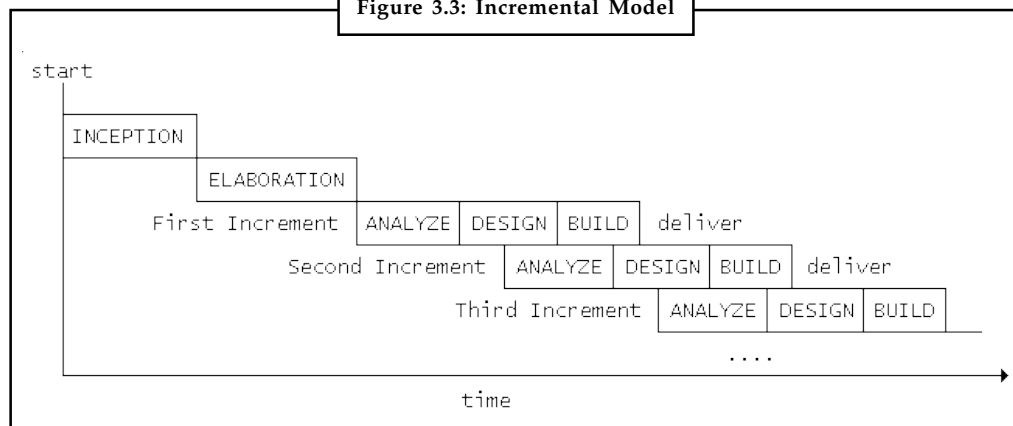 Figure 3.3: Incremental Model
start
INCEPTION
ELABORATION
First Increment ANALYZE DESIGN BUILD deliver
Second Increment ANALYZE DESIGN BUILD deliver
Third Increment ANALYZE DESIGN BUILD
....
time